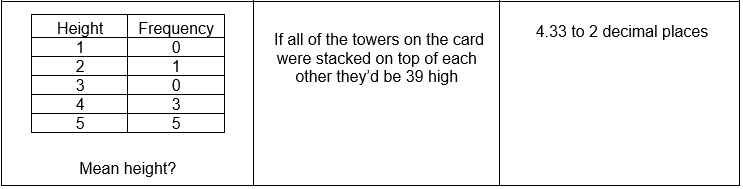 Height Frequency
1 0
2 1
3 0
4 3
5 5
Mean height?
If all of the towers on the card
were stacked on top of each
other they’d be 39 high
4.33 to 2 decimal places